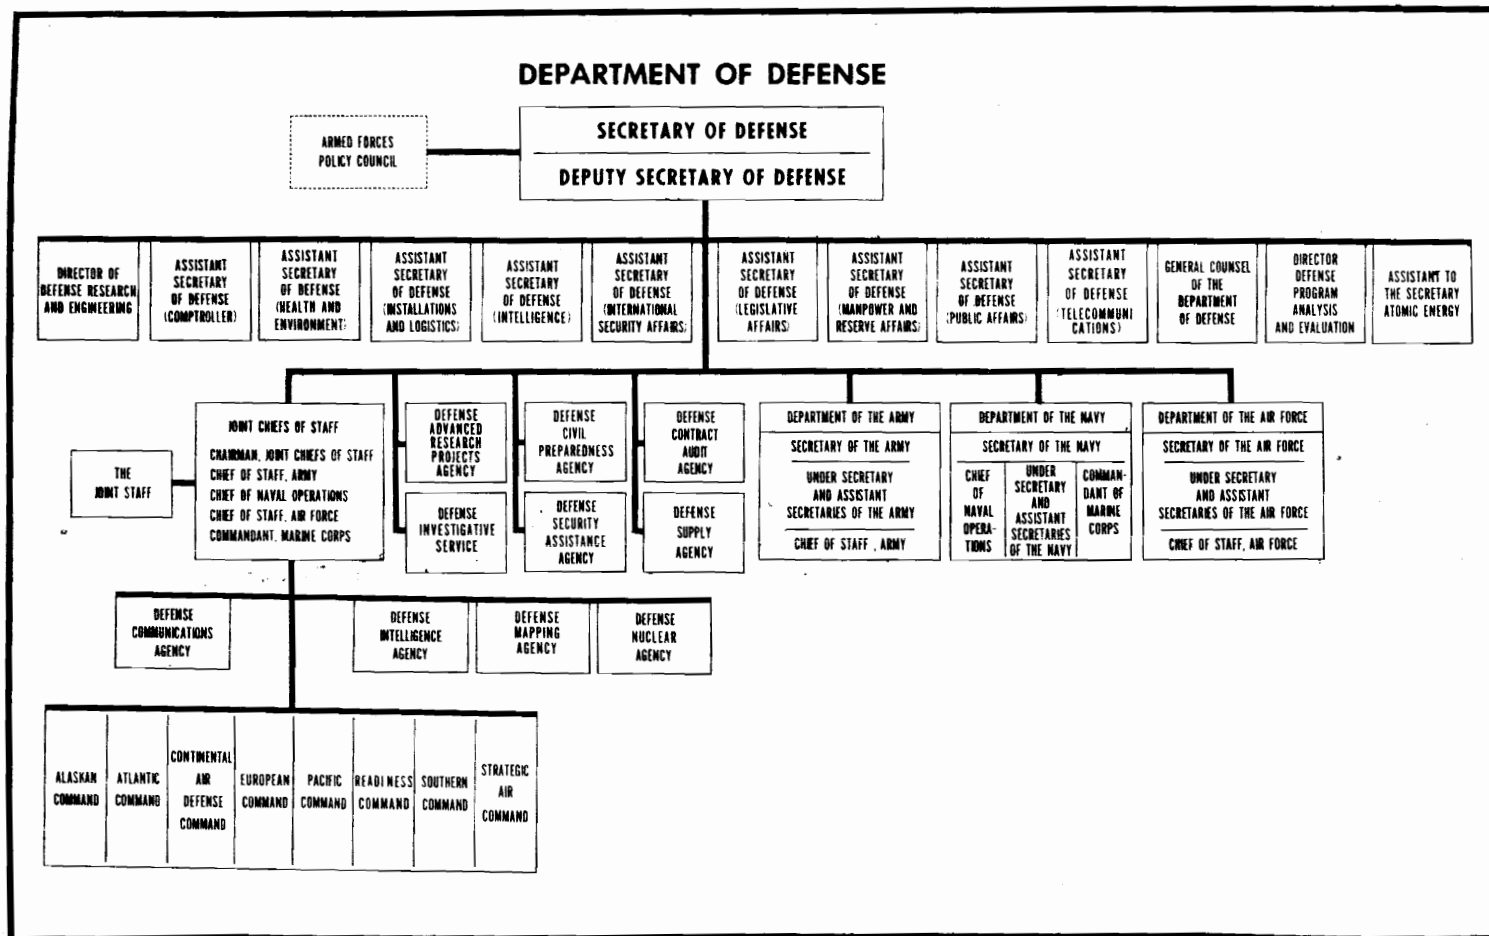 DEPARTMENT OF DEFENSE
ARMED FORCES
POLICY COUNCIL
SECRETARY OF DEFENSE
DEPUTY SECRETARY OF DEFENSE
DIRECTOR OF
DEFENSE RESEARCH
AND ENGINEERING
ASSISTANT
SECRETARY
OF DEFENSE
(COMPTROLLER)
ASSISTANT
SECRETARY
OF DEFENSE
(HEALTH AND
ENVIRONMENT)
ASSISTANT
SECRETARY
OF DEFENSE
(INSTALLATIONS
AND LOGISTICS)
ASSISTANT
SECRETARY
OF DEFENSE
(INTELLIGENCE)
ASSISTANT
SECRETARY
OF DEFENSE
(INTERNATIONAL
SECURITY AFFAIRS)
ASSISTANT
SECRETARY
OF DEFENSE
(LEGISLATIVE
AFFAIRS)
ASSISTANT
SECRETARY
OF DEFENSE
(MANPOWER AND
RESERVE AFFAIRS)
ASSISTANT
SECRETARY
OF DEFENSE
(PUBLIC AFFAIRS)
ASSISTANT
SECRETARY
OF DEFENSE
(TELECOMMUNI
CATIONS)
GENERAL COUNSEL
OF THE
DEPARTMENT
OF DEFENSE
DIRECTOR
DEFENSE
PROGRAM
ANALYSIS
AND EVALUATION
ASSISTANT TO
THE SECRETARY
ATOMIC ENERGY
THE
JOINT STAFF
JOINT CHIEFS OF STAFF
CHAIRMAN, JOINT CHIEFS OF STAFF
CHIEF OF STAFF, ARMY
CHIEF OF NAVAL OPERATIONS
CHIEF OF STAFF, AIR FORCE
COMMANDANT, MARINE CORPS
DEFENSE
ADVANCED
RESEARCH
PROJECTS
AGENCY
DEFENSE
INVESTIGATIVE
SERVICE
DEFENSE
CIVIL
PREPAREDNESS
AGENCY
DEFENSE
SECURITY
ASSISTANCE
AGENCY
DEFENSE
CONTRACT
AUDIT
AGENCY
DEFENSE
SUPPLY
AGENCY
DEPARTMENT OF THE ARMY
SECRETARY OF THE ARMY
UNDER SECRETARY
AND ASSISTANT
SECRETARIES OF THE ARMY
CHIEF OF STAFF, ARMY
DEPARTMENT OF THE NAVY
SECRETARY OF THE NAVY
CHIEF
OF
NAVAL
OPERA-
TIONS
UNDER
SECRETARY
AND
ASSISTANT
SECRETARIES
OF THE NAVY
COMMAN-
DANT OF
MARINE
CORPS
DEPARTMENT OF THE AIR FORCE
SECRETARY OF THE AIR FORCE
UNDER SECRETARY
AND ASSISTANT
SECRETARIES OF THE AIR FORCE
CHIEF OF STAFF, AIR FORCE
DEFENSE
COMMUNICATIONS
AGENCY
DEFENSE
INTELLIGENCE
AGENCY
DEFENSE
MAPPING
AGENCY
DEFENSE
NUCLEAR
AGENCY
ALASKAN
COMMAND
ATLANTIC
COMMAND
CONTINENTAL
AIR
DEFENSE
COMMAND
EUROPEAN
COMMAND
PACIFIC
COMMAND
READINESS
COMMAND
SOUTHERN
COMMAND
STRATEGIC
AIR
COMMAND